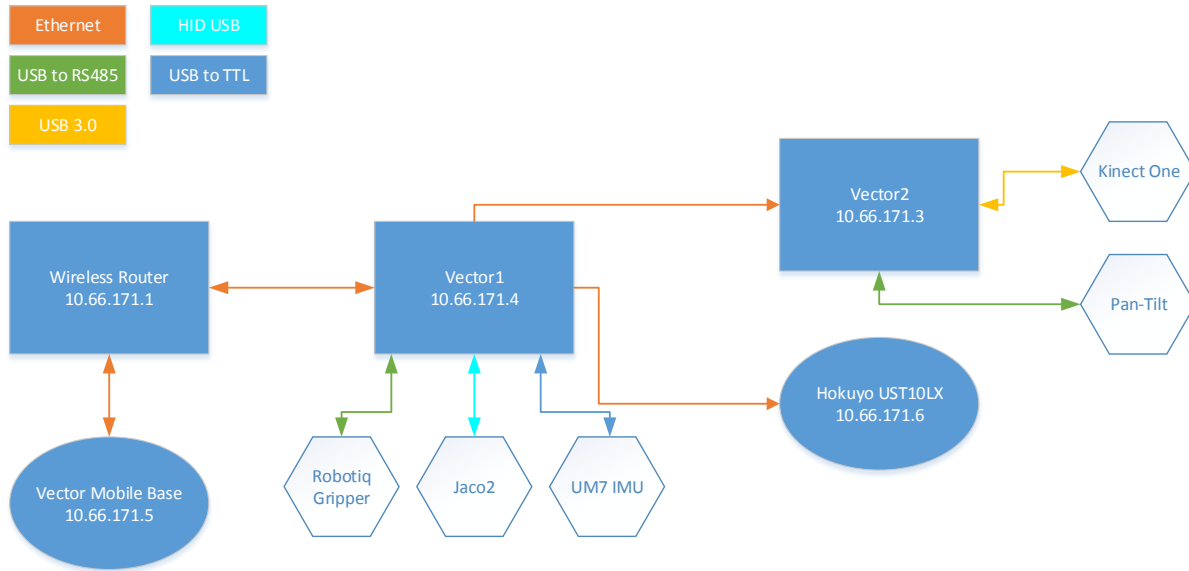 Ethernet
HID USB
USB to RS485
USB to TTL
USB 3.0
Kinect One
Vector2
10.66.171.3
Wireless Router
10.66.171.1
Vector1
10.66.171.4
Pan-Tilt
Hokuyo UST10LX
10.66.171.6
Robotiq
Gripper
Jaco2
UM7 IMU
Vector Mobile Base
10.66.171.5